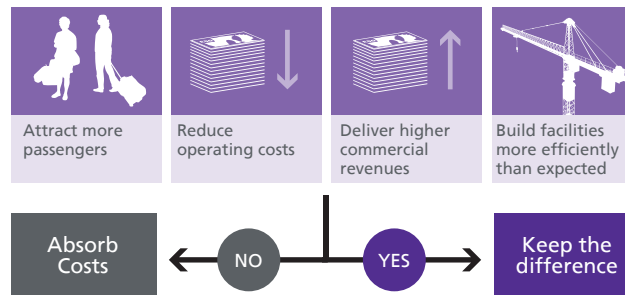 Attract more
passengers
Reduce
operating costs
Deliver higher
commercial
revenues
Build facilities
more efficiently
than expected
Absorb
Costs
NO
YES
Keep the
difference